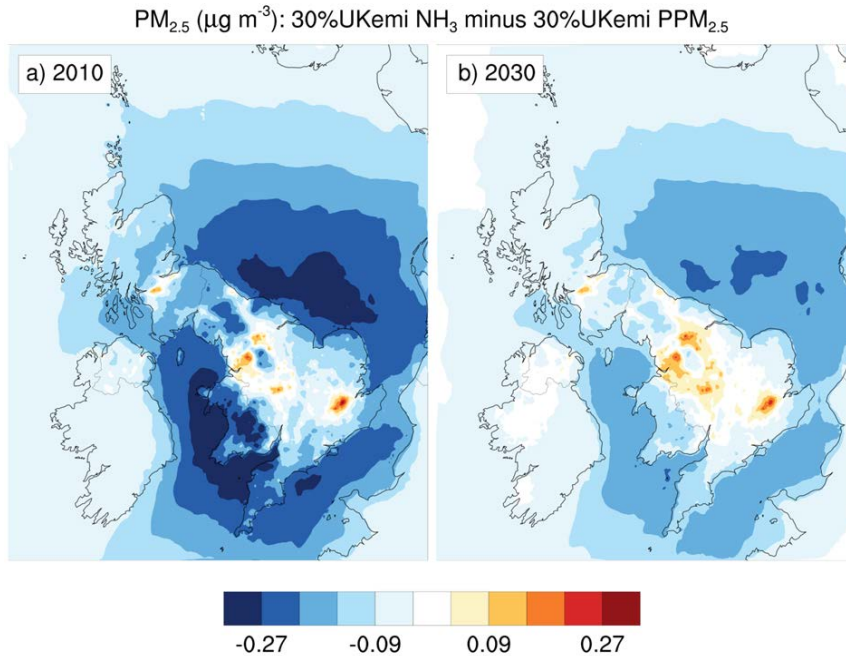 PM₂.₅ (μg m⁻³): 30%UKemi NH₃ minus 30%UKemi PPM₂.₅
a) 2010
b) 2030
-0.27 -0.09 0.09 0.27